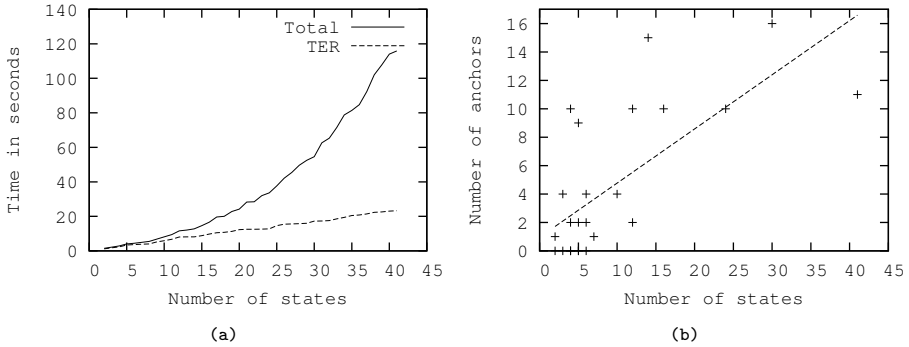 140
120
100
80
60
40
20
0
Time in seconds
Total
TER
0 5 10 15 20 25 30 35 40 45
Number of states
(a)
16
14
12
10
8
6
4
2
0
Number of anchors
0 5 10 15 20 25 30 35 40 45
Number of states
(b)